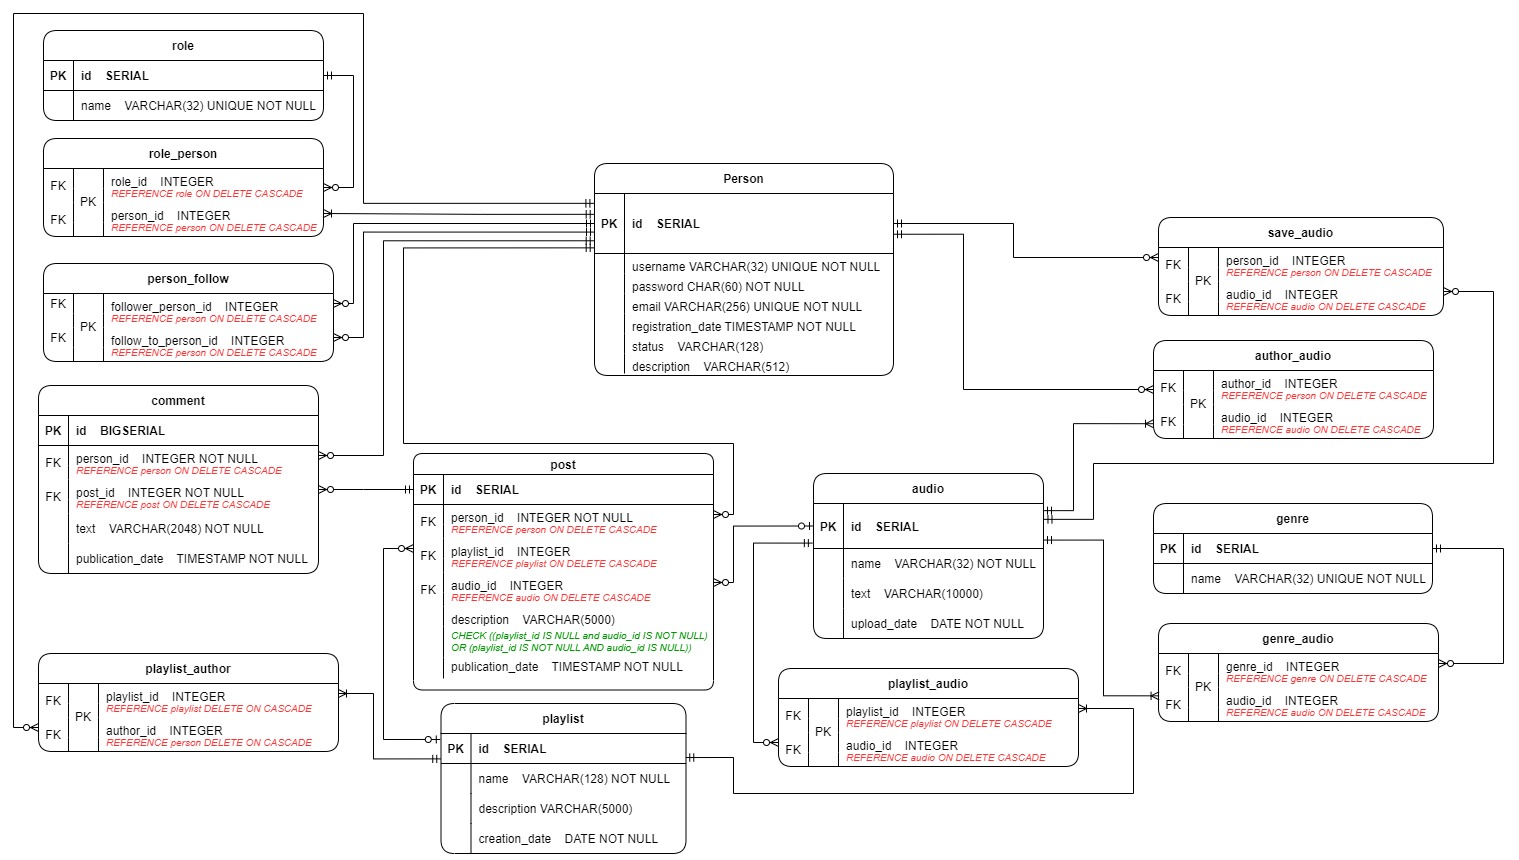 role
PK id SERIAL
name VARCHAR(32) UNIQUE NOT NULL
role_person
FK PK role_id INTEGER
REFERENCE role ON DELETE CASCADE
FK person_id INTEGER
REFERENCE person ON DELETE CASCADE
person_follow
FK PK follower_person_id INTEGER
REFERENCE person ON DELETE CASCADE
FK follow_to_person_id INTEGER
REFERENCE person ON DELETE CASCADE
comment
PK id BIGSERIAL
FK person_id INTEGER NOT NULL
REFERENCE person ON DELETE CASCADE
FK post_id INTEGER NOT NULL
REFERENCE post ON DELETE CASCADE
text VARCHAR(2048) NOT NULL
publication_date TIMESTAMP NOT NULL
playlist_author
FK PK playlist_id INTEGER
REFERENCE playlist DELETE ON CASCADE
FK author_id INTEGER
REFERENCE person DELETE ON CASCADE
Person
PK id SERIAL
username VARCHAR(32) UNIQUE NOT NULL
password CHAR(60) NOT NULL
email VARCHAR(256) UNIQUE NOT NULL
registration_date TIMESTAMP NOT NULL
status VARCHAR(128)
description VARCHAR(512)
post
PK id SERIAL
FK person_id INTEGER NOT NULL
REFERENCE person ON DELETE CASCADE
FK playlist_id INTEGER
REFERENCE playlist ON DELETE CASCADE
FK audio_id INTEGER
REFERENCE audio ON DELETE CASCADE
description VARCHAR(5000)
CHECK ((playlist_id IS NULL and audio_id IS NOT NULL)
OR (playlist_id IS NOT NULL AND audio_id IS NULL))
publication_date TIMESTAMP NOT NULL
playlist
PK id SERIAL
name VARCHAR(128) NOT NULL
description VARCHAR(5000)
creation_date DATE NOT NULL
audio
PK id SERIAL
name VARCHAR(32) NOT NULL
text VARCHAR(10000)
upload_date DATE NOT NULL
playlist_audio
FK PK playlist_id INTEGER
REFERENCE playlist ON DELETE CASCADE
FK audio_id INTEGER
REFERENCE audio ON DELETE CASCADE
save_audio
FK PK person_id INTEGER
REFERENCE person ON DELETE CASCADE
FK audio_id INTEGER
REFERENCE audio ON DELETE CASCADE
author_audio
FK PK author_id INTEGER
REFERENCE person ON DELETE CASCADE
FK audio_id INTEGER
REFERENCE audio ON DELETE CASCADE
genre
PK id SERIAL
name VARCHAR(32) UNIQUE NOT NULL
genre_audio
FK PK genre_id INTEGER
REFERENCE genre ON DELETE CASCADE
FK audio_id INTEGER
REFERENCE audio ON DELETE CASCADE